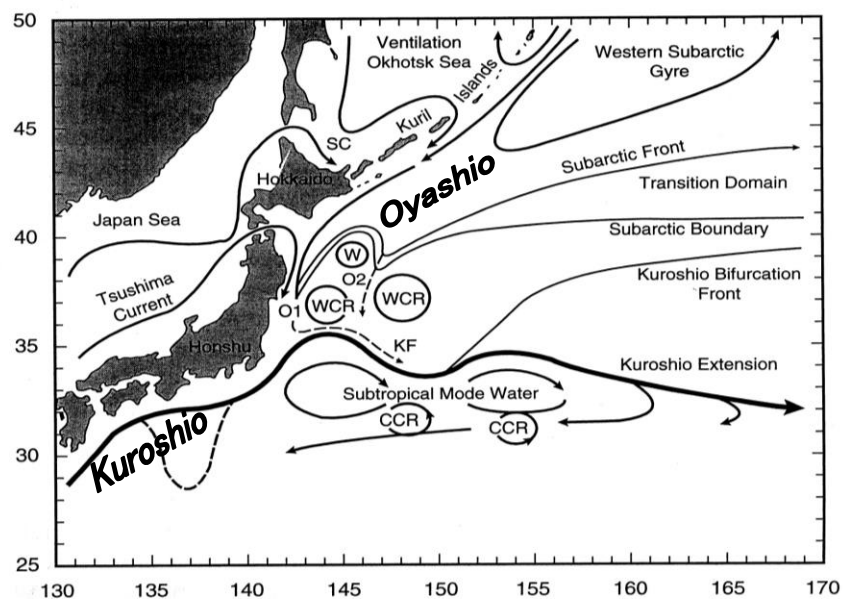 50
45
40
35
30
25
130
135
140
145
150
155
160
165
170
Ventilation
Okhotsk Sea
Western Subarctic
Gyre
Kuril Islands
SC
Hokkaido
Oyashio
Subarctic Front
Transition Domain
Japan Sea
Subarctic Boundary
W
O2
Tsushima
Current
WCR
WCR
O1
Kuroshio Bifurcation
Front
Honshu
KF
Kuroshio Extension
Subtropical Mode Water
CCR
CCR
Kuroshio